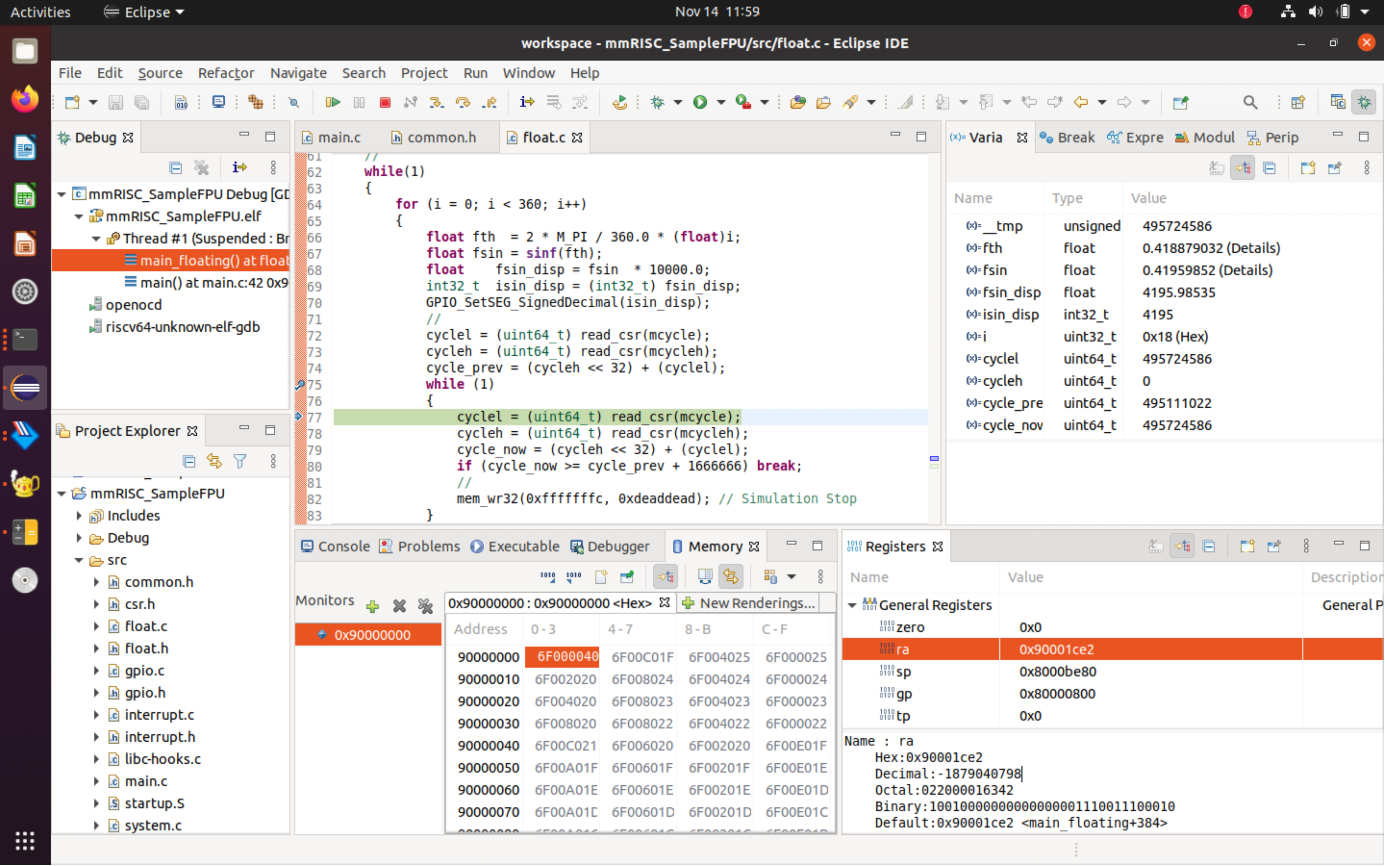 Activities
Eclipse
Nov 14 11:59
workspace - mmRISC_SampleFPU/src/float.c - Eclipse IDE
File Edit Source Refactor Navigate Search Project Run Window Help
Debug
mmRISC_SampleFPU Debug [GD
mmRISC_SampleFPU.elf
Thread #1 (Suspended : Br
main_floating() at float
main() at main.c:42 0x9
openocd
riscv64-unknown-elf-gdb
Project Explorer
mmRISC_SampleFPU
Includes
Debug
src
common.h
csr.h
float.c
float.h
gpio.c
gpio.h
interrupt.c
interrupt.h
libc-hooks.c
main.c
startup.S
system.c
main.c
common.h
float.c
61 //
62 while(1)
63 {
64 for (i = 0; i < 360; i++)
65 {
66 float fth  = 2 * M_PI / 360.0 * (float)i;
67 float fsin = sinf(fth);
68 float    fsin_disp = fsin  * 10000.0;
69 int32_t  isin_disp = (int32_t) fsin_disp;
70 GPIO_SetSEG_SignedDecimal(isin_disp);
71 //
72 cyclel = (uint64_t) read_csr(mcycle);
73 cycleh = (uint64_t) read_csr(mcycleh);
74 cycle_prev = (cycleh << 32) + (cyclel);
75 while (1)
76 {
77 cyclel = (uint64_t) read_csr(mcycle);
78 cycleh = (uint64_t) read_csr(mcycleh);
79 cycle_now = (cycleh << 32) + (cyclel);
80 if (cycle_now >= cycle_prev + 1666666) break;
81 //
82 mem_wr32(0xfffffffc, 0xdeaddead); // Simulation Stop
83 }
(x)= Varia
Break
Expre
Modul
Perip
Name Type Value
(x)= __tmp unsigned 495724586
(x)= fth float 0.418879032 (Details)
(x)= fsin float 0.41959852 (Details)
(x)= fsin_disp float 4195.98535
(x)= isin_disp int32_t 4195
(x)= i uint32_t 0x18 (Hex)
(x)= cyclel uint64_t 495724586
(x)= cycleh uint64_t 0
(x)= cycle_pre uint64_t 495111022
(x)= cycle_now uint64_t 495724586
Console
Problems
Executable
Debugger
Memory
Monitors
0x90000000
0x90000000 : 0x90000000 <Hex>
New Renderings...
Address 0 - 3 4 - 7 8 - B C - F
90000000 6F000040 6F00C01F 6F004025 6F000025
90000010 6F002020 6F008024 6F004024 6F000024
90000020 6F004020 6F008023 6F004023 6F000023
90000030 6F008020 6F008022 6F004022 6F000022
90000040 6F00C021 6F006020 6F002020 6F00E01F
90000050 6F00A01F 6F00601F 6F00201F 6F00E01E
90000060 6F00A01E 6F00601E 6F00201E 6F00E01D
90000070 6F00A01D 6F00601D 6F00201D 6F00E01C
Registers
Name Value Description
General Registers General P
zero 0x0
ra 0x90001ce2
sp 0x8000be80
gp 0x80000800
tp 0x0
Name : ra
Hex:0x90001ce2
Decimal:-1879040798
Octal:022000016342
Binary:10010000000000000001110011100010
Default:0x90001ce2 <main_floating+384>